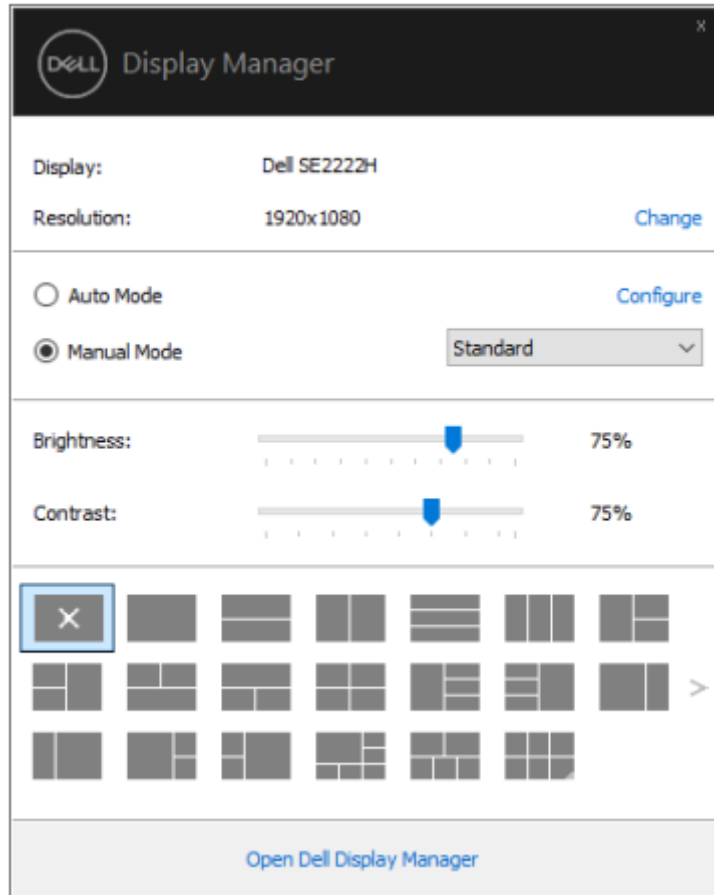 x
DELL Display Manager
Display: Dell SE2222H
Resolution: 1920x1080 Change
Auto Mode Configure
Manual Mode Standard
Brightness: 75%
Contrast: 75%
Open Dell Display Manager